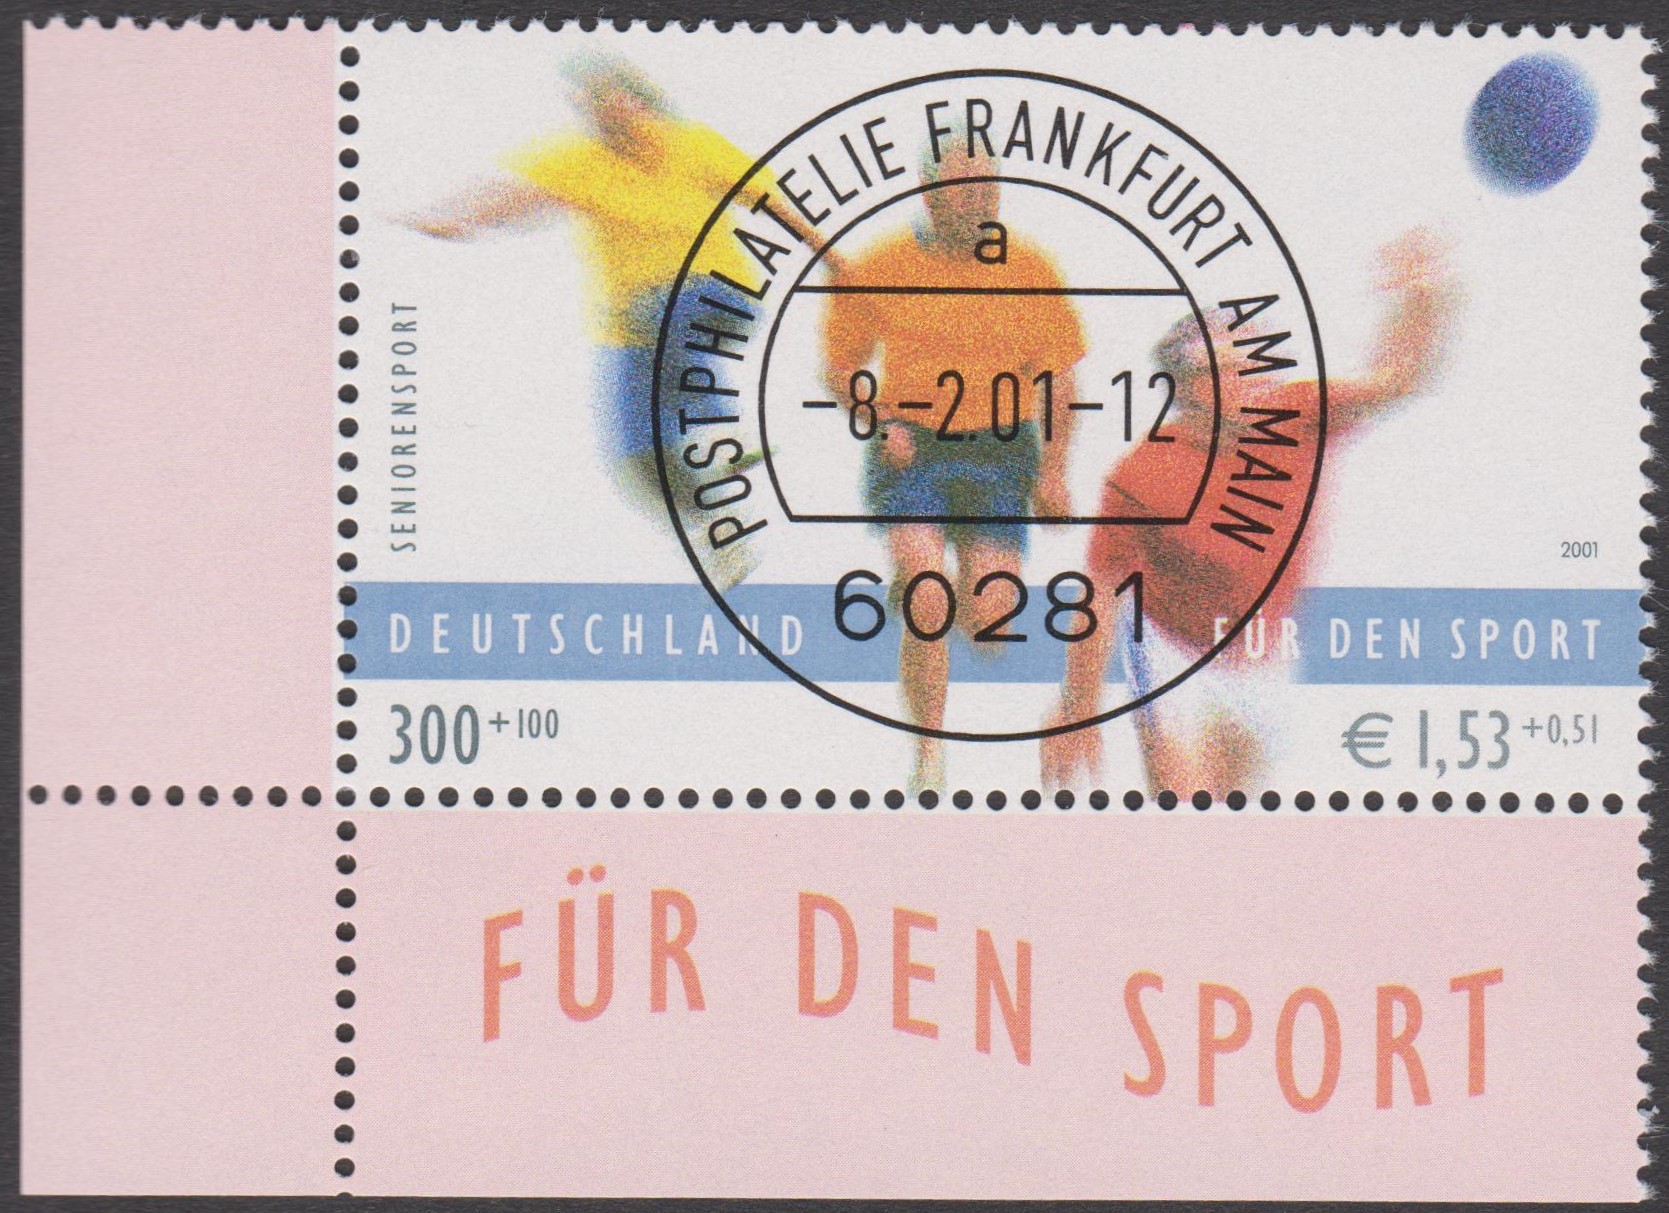 POSTPHILATELIE FRANKFURT AM MAIN
a
-8.-2.01-12
60281
SENIORENSPORT
2001
DEUTSCHLAND
FÜR DEN SPORT
300 +100
€ 1,53 +0,51
FÜR DEN SPORT